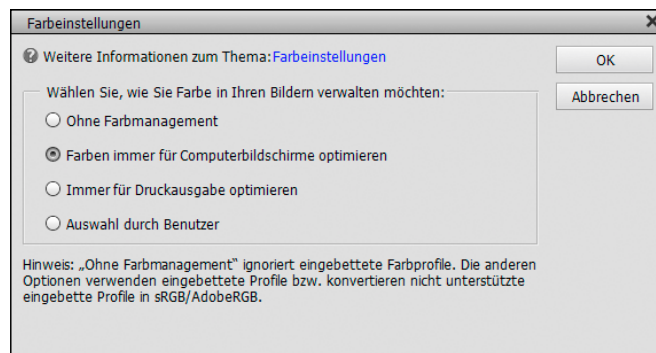 Farbeinstellungen
Weitere Informationen zum Thema:Farbeinstellungen
OK
Wählen Sie, wie Sie Farbe in Ihren Bildern verwalten möchten:
Abbrechen
Ohne Farbmanagement
Farben immer für Computerbildschirme optimieren
Immer für Druckausgabe optimieren
Auswahl durch Benutzer
Hinweis: „Ohne Farbmanagement“ ignoriert eingebettete Farbprofile. Die anderen
Optionen verwenden eingebettete Profile bzw. konvertieren nicht unterstützte
eingebette Profile in sRGB/AdobeRGB.